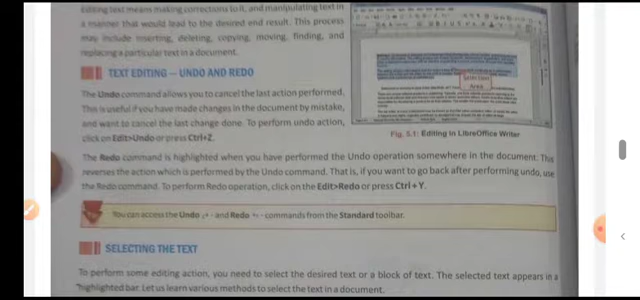 Editing text means making corrections to it, and manipulating text in
a manner that would lead to the desired end result. This process
may include inserting, deleting, copying, moving, finding, and
replacing a particular text in a document.
TEXT EDITING – UNDO AND REDO
The Undo command allows you to cancel the last action performed.
This is useful if you have made changes in the document by mistake,
and want to cancel the last change done. To perform undo action,
click on Edit>Undo or press Ctrl+Z.
Fig. 5.1: Editing in LibreOffice Writer
The Redo command is highlighted when you have performed the Undo operation somewhere in the document. This
reverses the action which is performed by the Undo command. That is, if you want to go back after performing undo, use
the Redo command. To perform Redo operation, click on the Edit>Redo or press Ctrl + Y.
You can access the Undo - and Redo - commands from the Standard toolbar.
SELECTING THE TEXT
To perform some editing action, you need to select the desired text or a block of text. The selected text appears in a
highlighted bar. Let us learn various methods to select the text in a document.